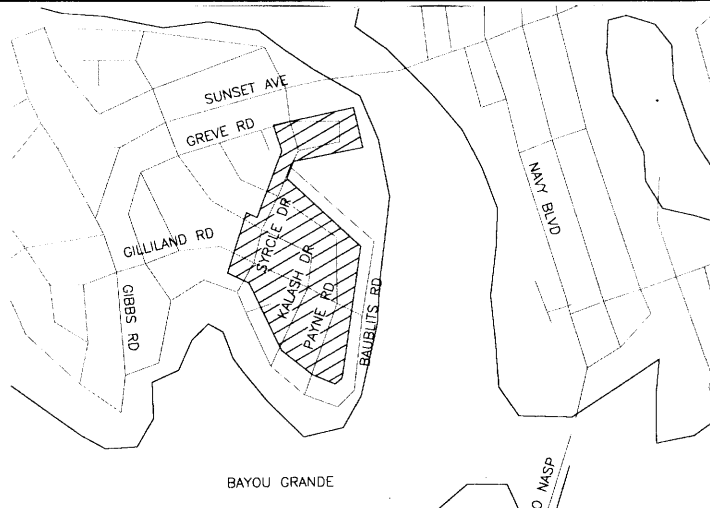 SUNSET AVE
GREVE RD
NAVY BLVD
SYRCLE DR
GILLILAND RD
KALASH DR
GIBBS RD
PAYNE RD
BAUBLITS RD
BAYOU GRANDE
O NASP